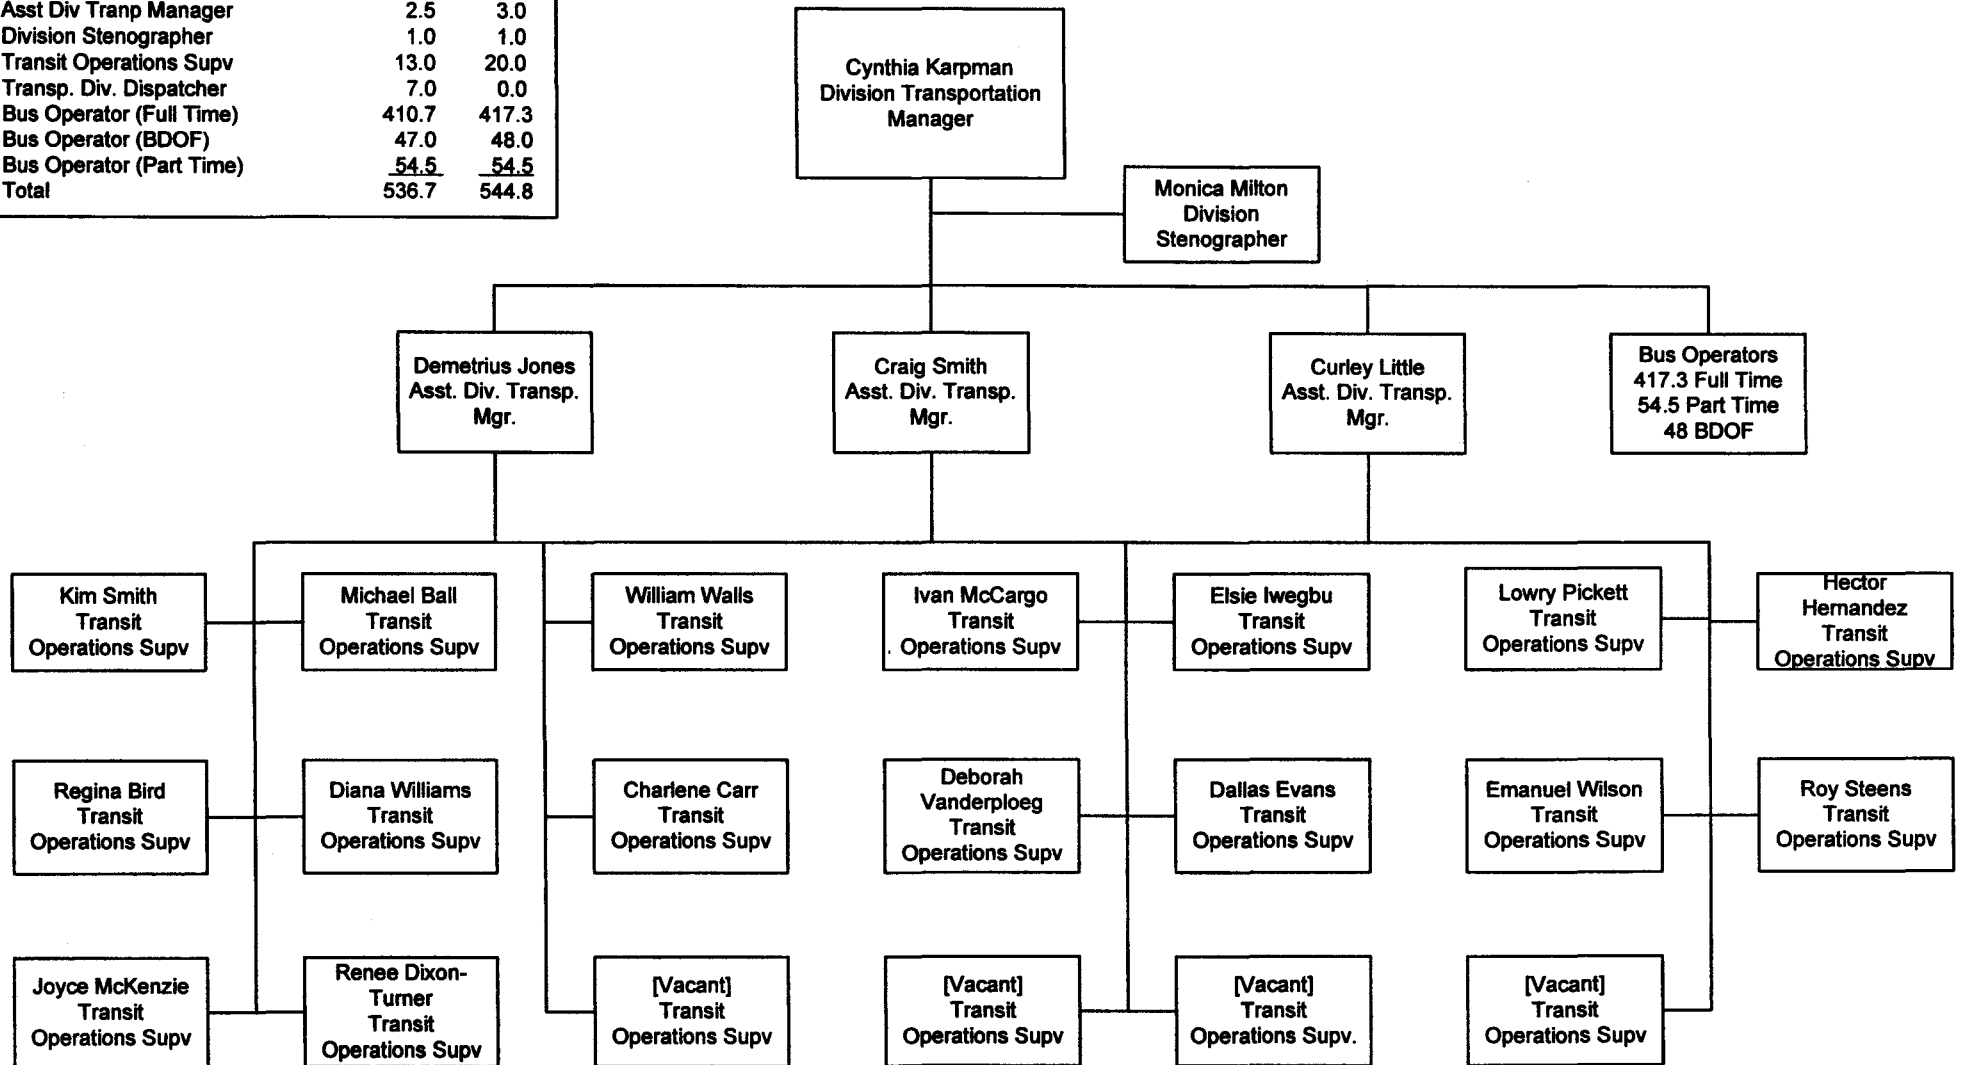 Asst Div Tranp Manager 2.5 3.0
Division Stenographer 1.0 1.0
Transit Operations Supv 13.0 20.0
Transp. Div. Dispatcher 7.0 0.0
Bus Operator (Full Time) 410.7 417.3
Bus Operator (BDOF) 47.0 48.0
Bus Operator (Part Time) 54.5 54.5
Total 536.7 544.8
Cynthia Karpman
Division Transportation
Manager
Monica Milton
Division
Stenographer
Demetrius Jones
Asst. Div. Transp.
Mgr.
Craig Smith
Asst. Div. Transp.
Mgr.
Curley Little
Asst. Div. Transp.
Mgr.
Bus Operators
417.3 Full Time
54.5 Part Time
48 BDOF
Kim Smith
Transit
Operations Supv
Michael Ball
Transit
Operations Supv
William Walls
Transit
Operations Supv
Ivan McCargo
Transit
Operations Supv
Elsie Iwegbu
Transit
Operations Supv
Lowry Pickett
Transit
Operations Supv
Hector
Hernandez
Transit
Operations Supv
Regina Bird
Transit
Operations Supv
Diana Williams
Transit
Operations Supv
Charlene Carr
Transit
Operations Supv
Deborah
Vanderploeg
Transit
Operations Supv
Dallas Evans
Transit
Operations Supv
Emanuel Wilson
Transit
Operations Supv
Roy Steens
Transit
Operations Supv
Joyce McKenzie
Transit
Operations Supv
Renee Dixon-
Turner
Transit
Operations Supv
[Vacant]
Transit
Operations Supv
[Vacant]
Transit
Operations Supv
[Vacant]
Transit
Operations Supv.
[Vacant]
Transit
Operations Supv